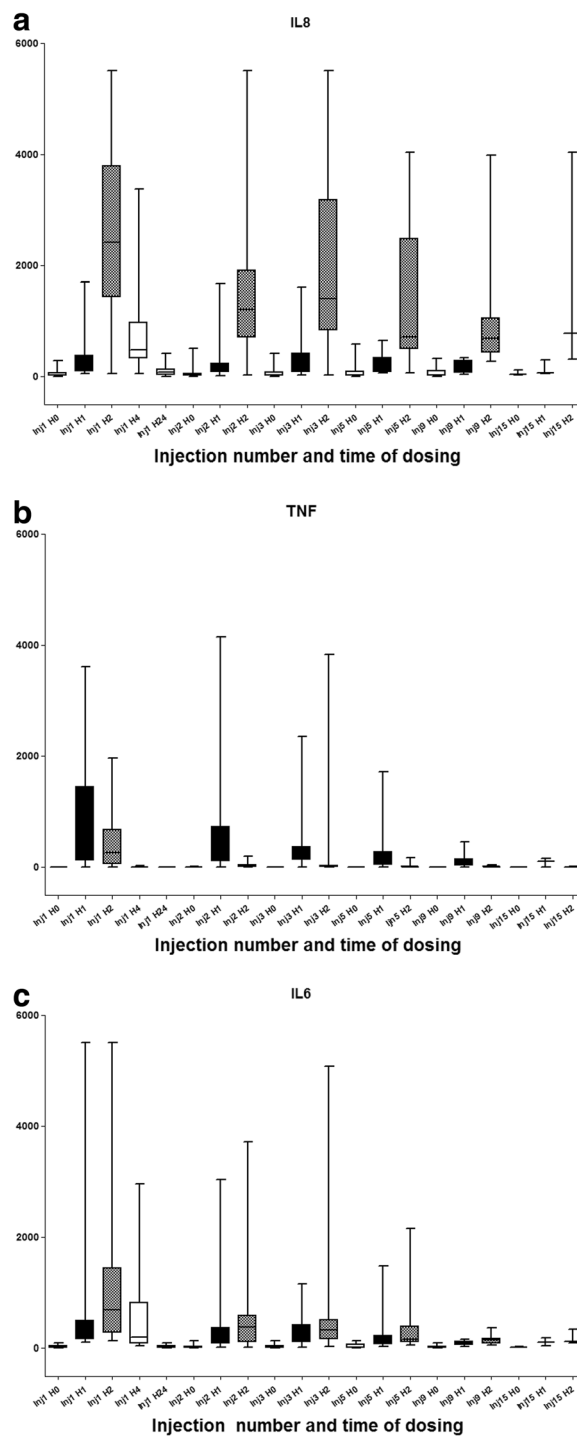 a
IL8
6000
4000
2000
0
Inj1 H0
Inj1 H1
Inj1 H2
Inj1 H4
Inj1 H24
Inj2 H0
Inj2 H1
Inj2 H2
Inj3 H0
Inj3 H1
Inj3 H2
Inj5 H0
Inj5 H1
Inj5 H2
Inj9 H0
Inj9 H1
Inj9 H2
Inj15 H0
Inj15 H1
Inj15 H2
Injection number and time of dosing
b
TNF
6000
4000
2000
0
Inj1 H0
Inj1 H1
Inj1 H2
Inj1 H4
Inj1 H24
Inj2 H0
Inj2 H1
Inj2 H2
Inj3 H0
Inj3 H1
Inj3 H2
Inj5 H0
Inj5 H1
Ijn5 H2
Inj9 H0
Inj9 H1
Inj9 H2
Inj15 H0
Inj15 H1
Inj15 H2
Injection number and time of dosing
c
IL6
6000
4000
2000
0
Inj1 H0
Inj1 H1
Inj1 H2
Inj1 H4
Inj1 H24
Inj2 H0
Inj2 H1
Inj2 H2
Inj3 H0
Inj3 H1
Inj3 H2
Inj5 H0
Inj5 H1
Inj5 H2
Inj9 H0
Inj9 H1
Inj9 H2
Inj15 H0
Inj15 H1
Inj15 H2
Injection number and time of dosing